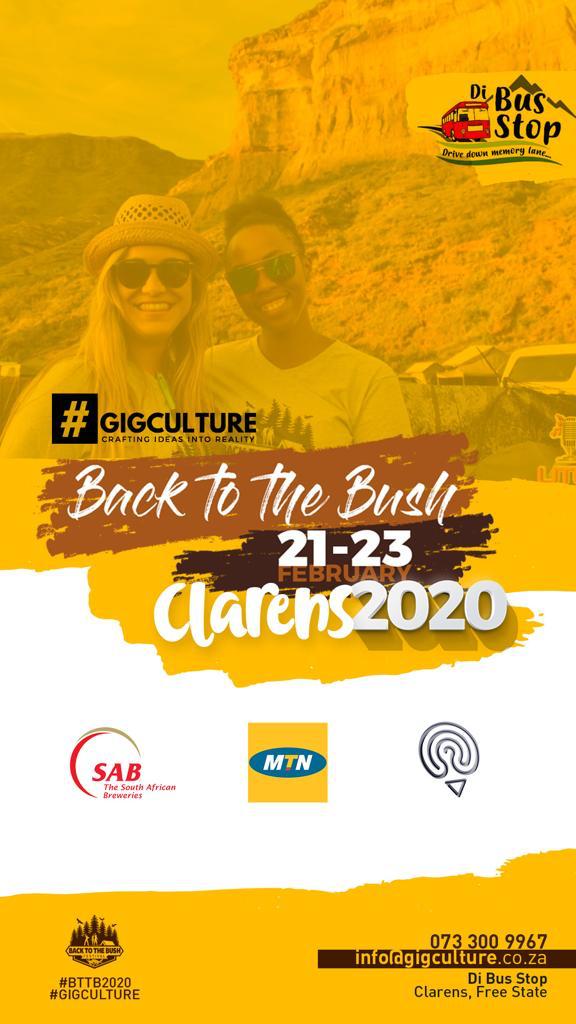 Di Bus
Stop
Drive down memory lane...
# #GIGCULTURE
CRAFTING IDEAS INTO REALITY
Back to the Bush
21-23
FEBRUARY
Clarens2020
SAB
The South African
Breweries
MTN
BACK TO THE BUSH
#BTTB2020
#GIGCULTURE
073 300 9967
info@gigculture.co.za
Di Bus Stop
Clarens, Free State